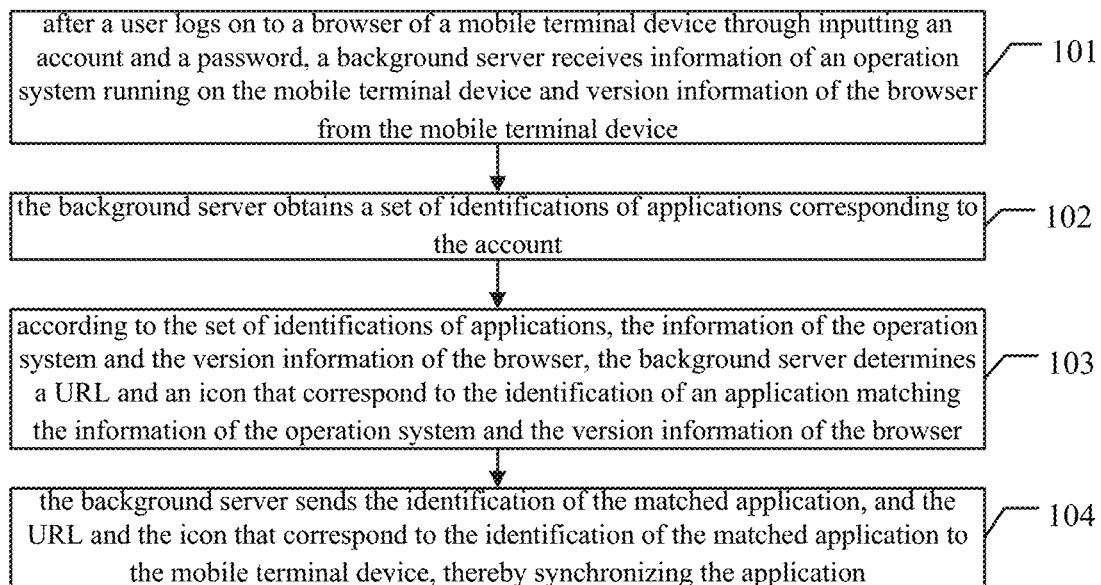 after a user logs on to a browser of a mobile terminal device through inputting an
account and a password, a background server receives information of an operation
system running on the mobile terminal device and version information of the browser
from the mobile terminal device
101
the background server obtains a set of identifications of applications corresponding to
the account
102
according to the set of identifications of applications, the information of the operation
system and the version information of the browser, the background server determines
a URL and an icon that correspond to the identification of an application matching
the information of the operation system and the version information of the browser
103
the background server sends the identification of the matched application, and the
URL and the icon that correspond to the identification of the matched application to
the mobile terminal device, thereby synchronizing the application
104